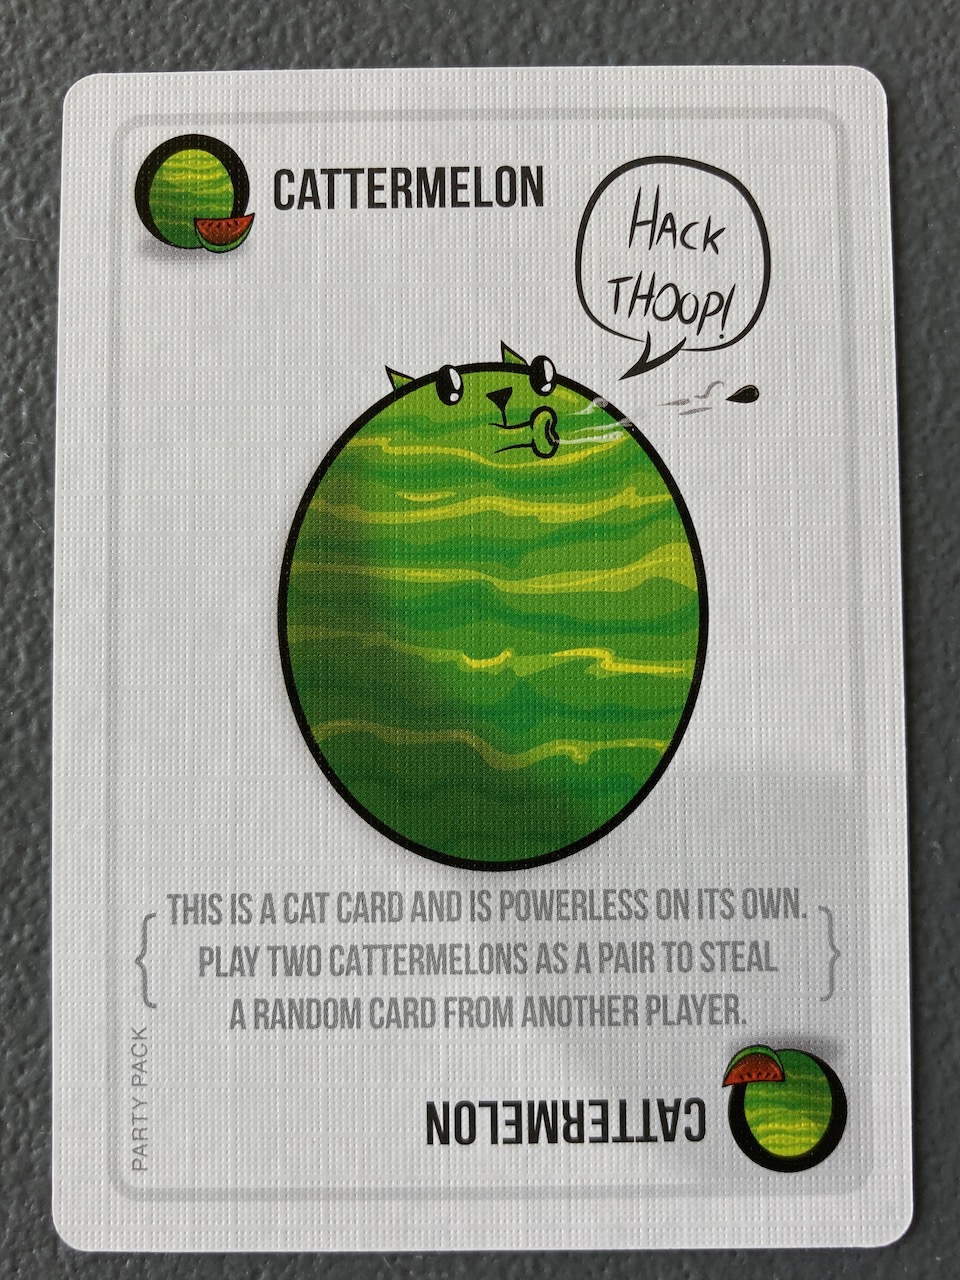 CATTERMELON
HACK
THOOP!
THIS IS A CAT CARD AND IS POWERLESS ON ITS OWN.
PLAY TWO CATTERMELONS AS A PAIR TO STEAL
A RANDOM CARD FROM ANOTHER PLAYER.
PARTY PACK
CATTERMELON